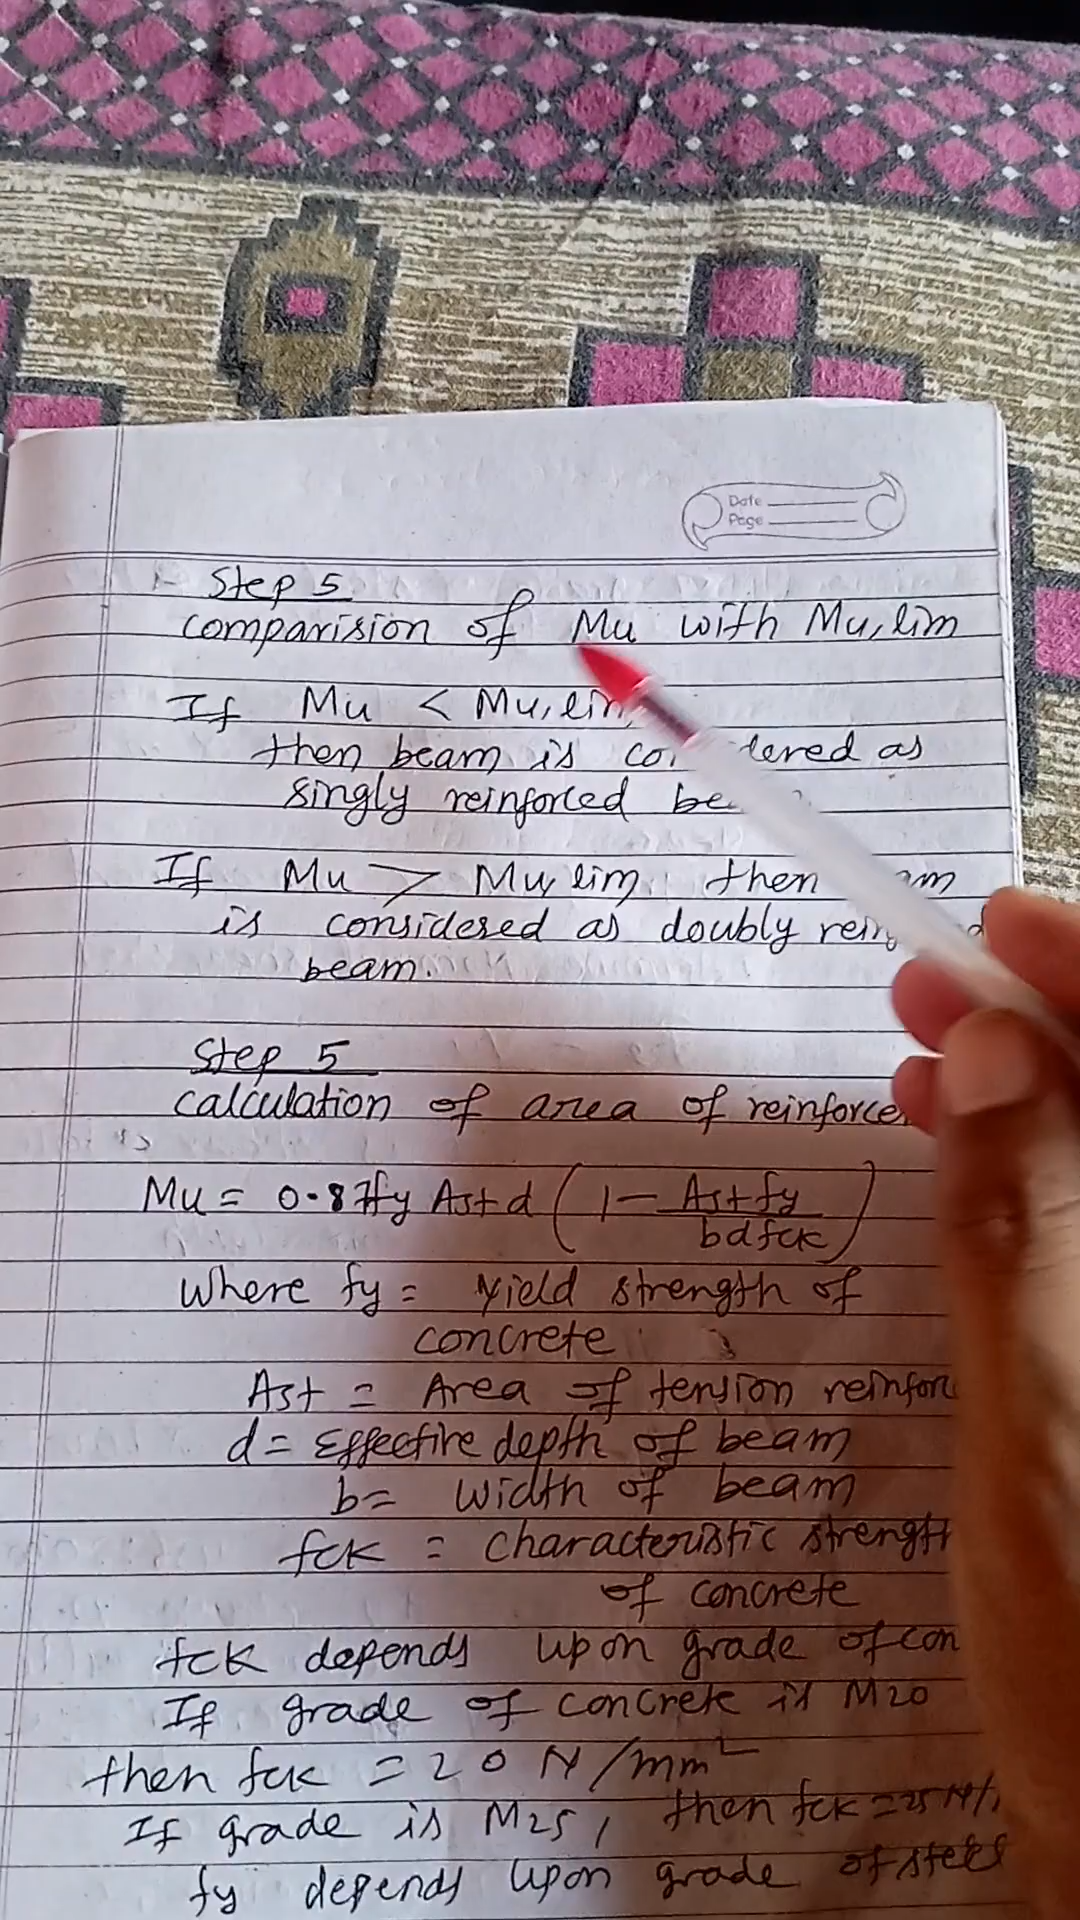 Date
Page
Step 5
comparision of Mu with Mu,lim
If Mu < Mu,lim
then beam is considered as
singly reinforced
If Mu > Mu,lim then
is considered as doubly
beam.
Step 5
calculation of area of
Mu = 0.87fy Ast d (1 - Ast fy
bdfck)
Where fy = yield strength of
concrete
Ast = Area of tension
d = Effective depth of beam
b = width of beam
fck = characteristic strength
of concrete
fck depends upon grade of con
If grade of concrete is M20
then fck = 20 N/mm²
If grade is M25, then fck = 25 N/
fy depends upon grade of steel